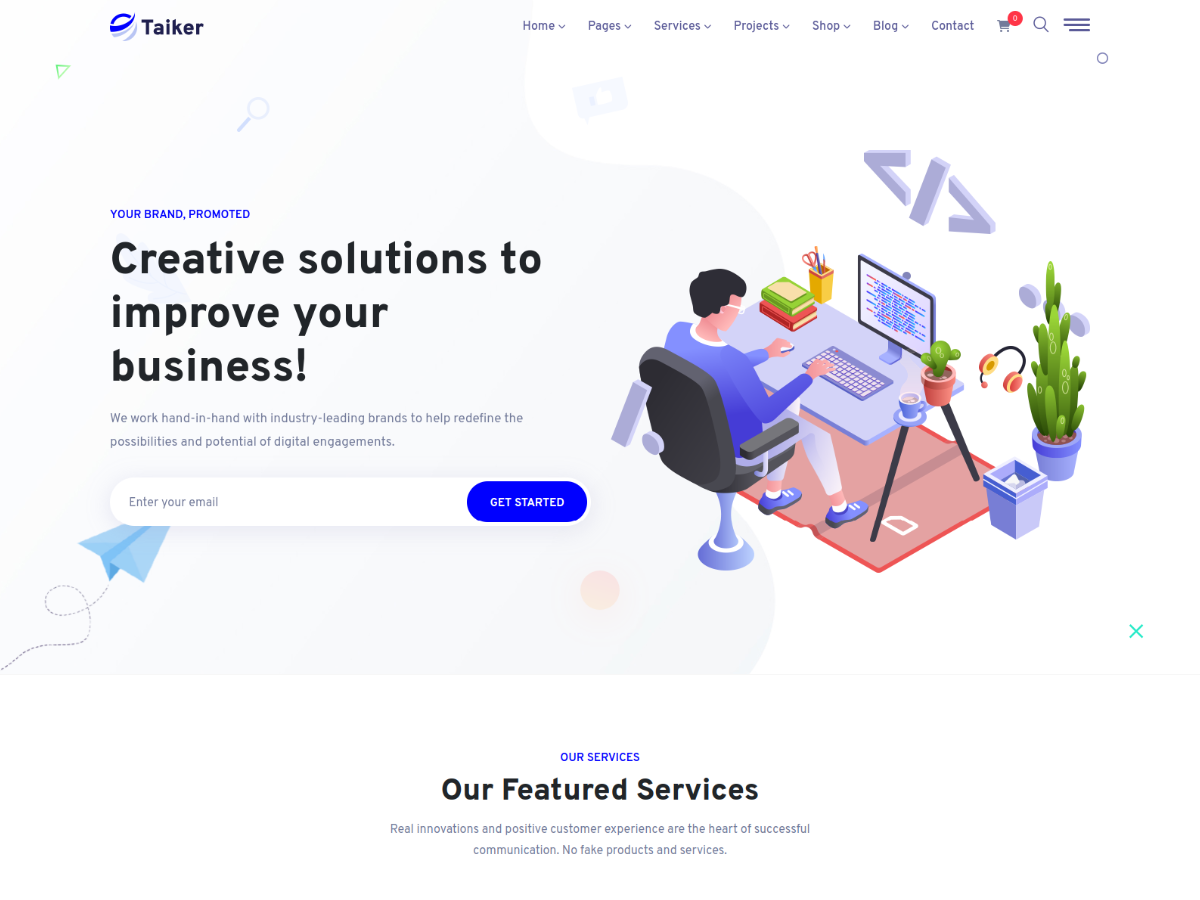 Taiker
Home Pages Services Projects Shop Blog Contact 0
YOUR BRAND, PROMOTED
Creative solutions to
improve your
business!
We work hand-in-hand with industry-leading brands to help redefine the
possibilities and potential of digital engagements.
Enter your email GET STARTED
OUR SERVICES
Our Featured Services
Real innovations and positive customer experience are the heart of successful
communication. No fake products and services.